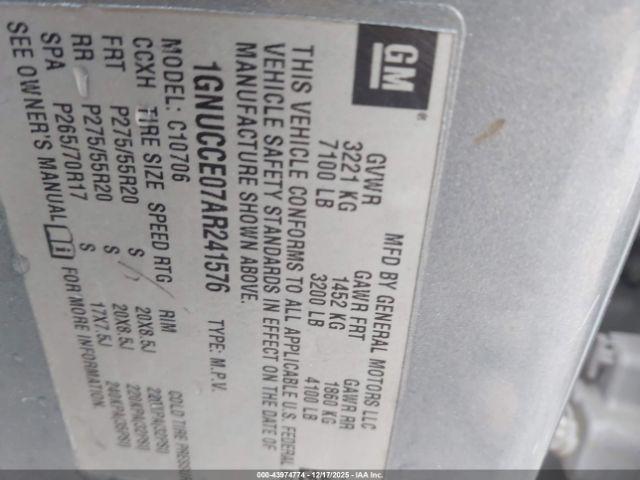 GM
®
MFD BY GENERAL MOTORS LLC
GVWR GAWR FRT GAWR RR
3221 KG 1452 KG 1860 KG
7100 LB 3200 LB 4100 LB
THIS VEHICLE CONFORMS TO ALL APPLICABLE U.S. FEDERAL
VEHICLE SAFETY STANDARDS IN EFFECT ON THE DATE OF
MANUFACTURE SHOWN ABOVE.
1GNUCCE07AR241576 TYPE: M.P.V.
MODEL: C10706
CCXH TIRE SIZE SPEED RTG RIM COLD TIRE
FRT P275/55R20 S 20X8.5J
RR P275/55R20 S 20X8.5J
SPA P265/70R17 17X7.5J
SEE OWNER'S MANUAL i FOR MORE INFORMATION
000-43974774 | 12/17/2025 - IAAI.com